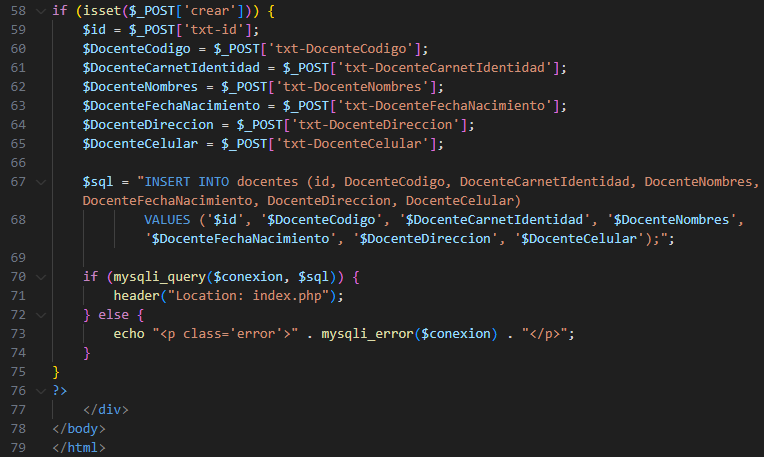 58 if (isset($_POST['crear'])) {
59 $id = $_POST['txt-id'];
60 $DocenteCodigo = $_POST['txt-DocenteCodigo'];
61 $DocenteCarnetIdentidad = $_POST['txt-DocenteCarnetIdentidad'];
62 $DocenteNombres = $_POST['txt-DocenteNombres'];
63 $DocenteFechaNacimiento = $_POST['txt-DocenteFechaNacimiento'];
64 $DocenteDireccion = $_POST['txt-DocenteDireccion'];
65 $DocenteCelular = $_POST['txt-DocenteCelular'];
66
67 $sql = "INSERT INTO docentes (id, DocenteCodigo, DocenteCarnetIdentidad, DocenteNombres,
DocenteFechaNacimiento, DocenteDireccion, DocenteCelular)
68 VALUES ('$id', '$DocenteCodigo', '$DocenteCarnetIdentidad', '$DocenteNombres',
'$DocenteFechaNacimiento', '$DocenteDireccion', '$DocenteCelular');";
69
70 if (mysqli_query($conexion, $sql)) {
71 header("Location: index.php");
72 } else {
73 echo "<p class='error'>" . mysqli_error($conexion) . "</p>";
74 }
75 }
76 ?>
77 </div>
78 </body>
79 </html>